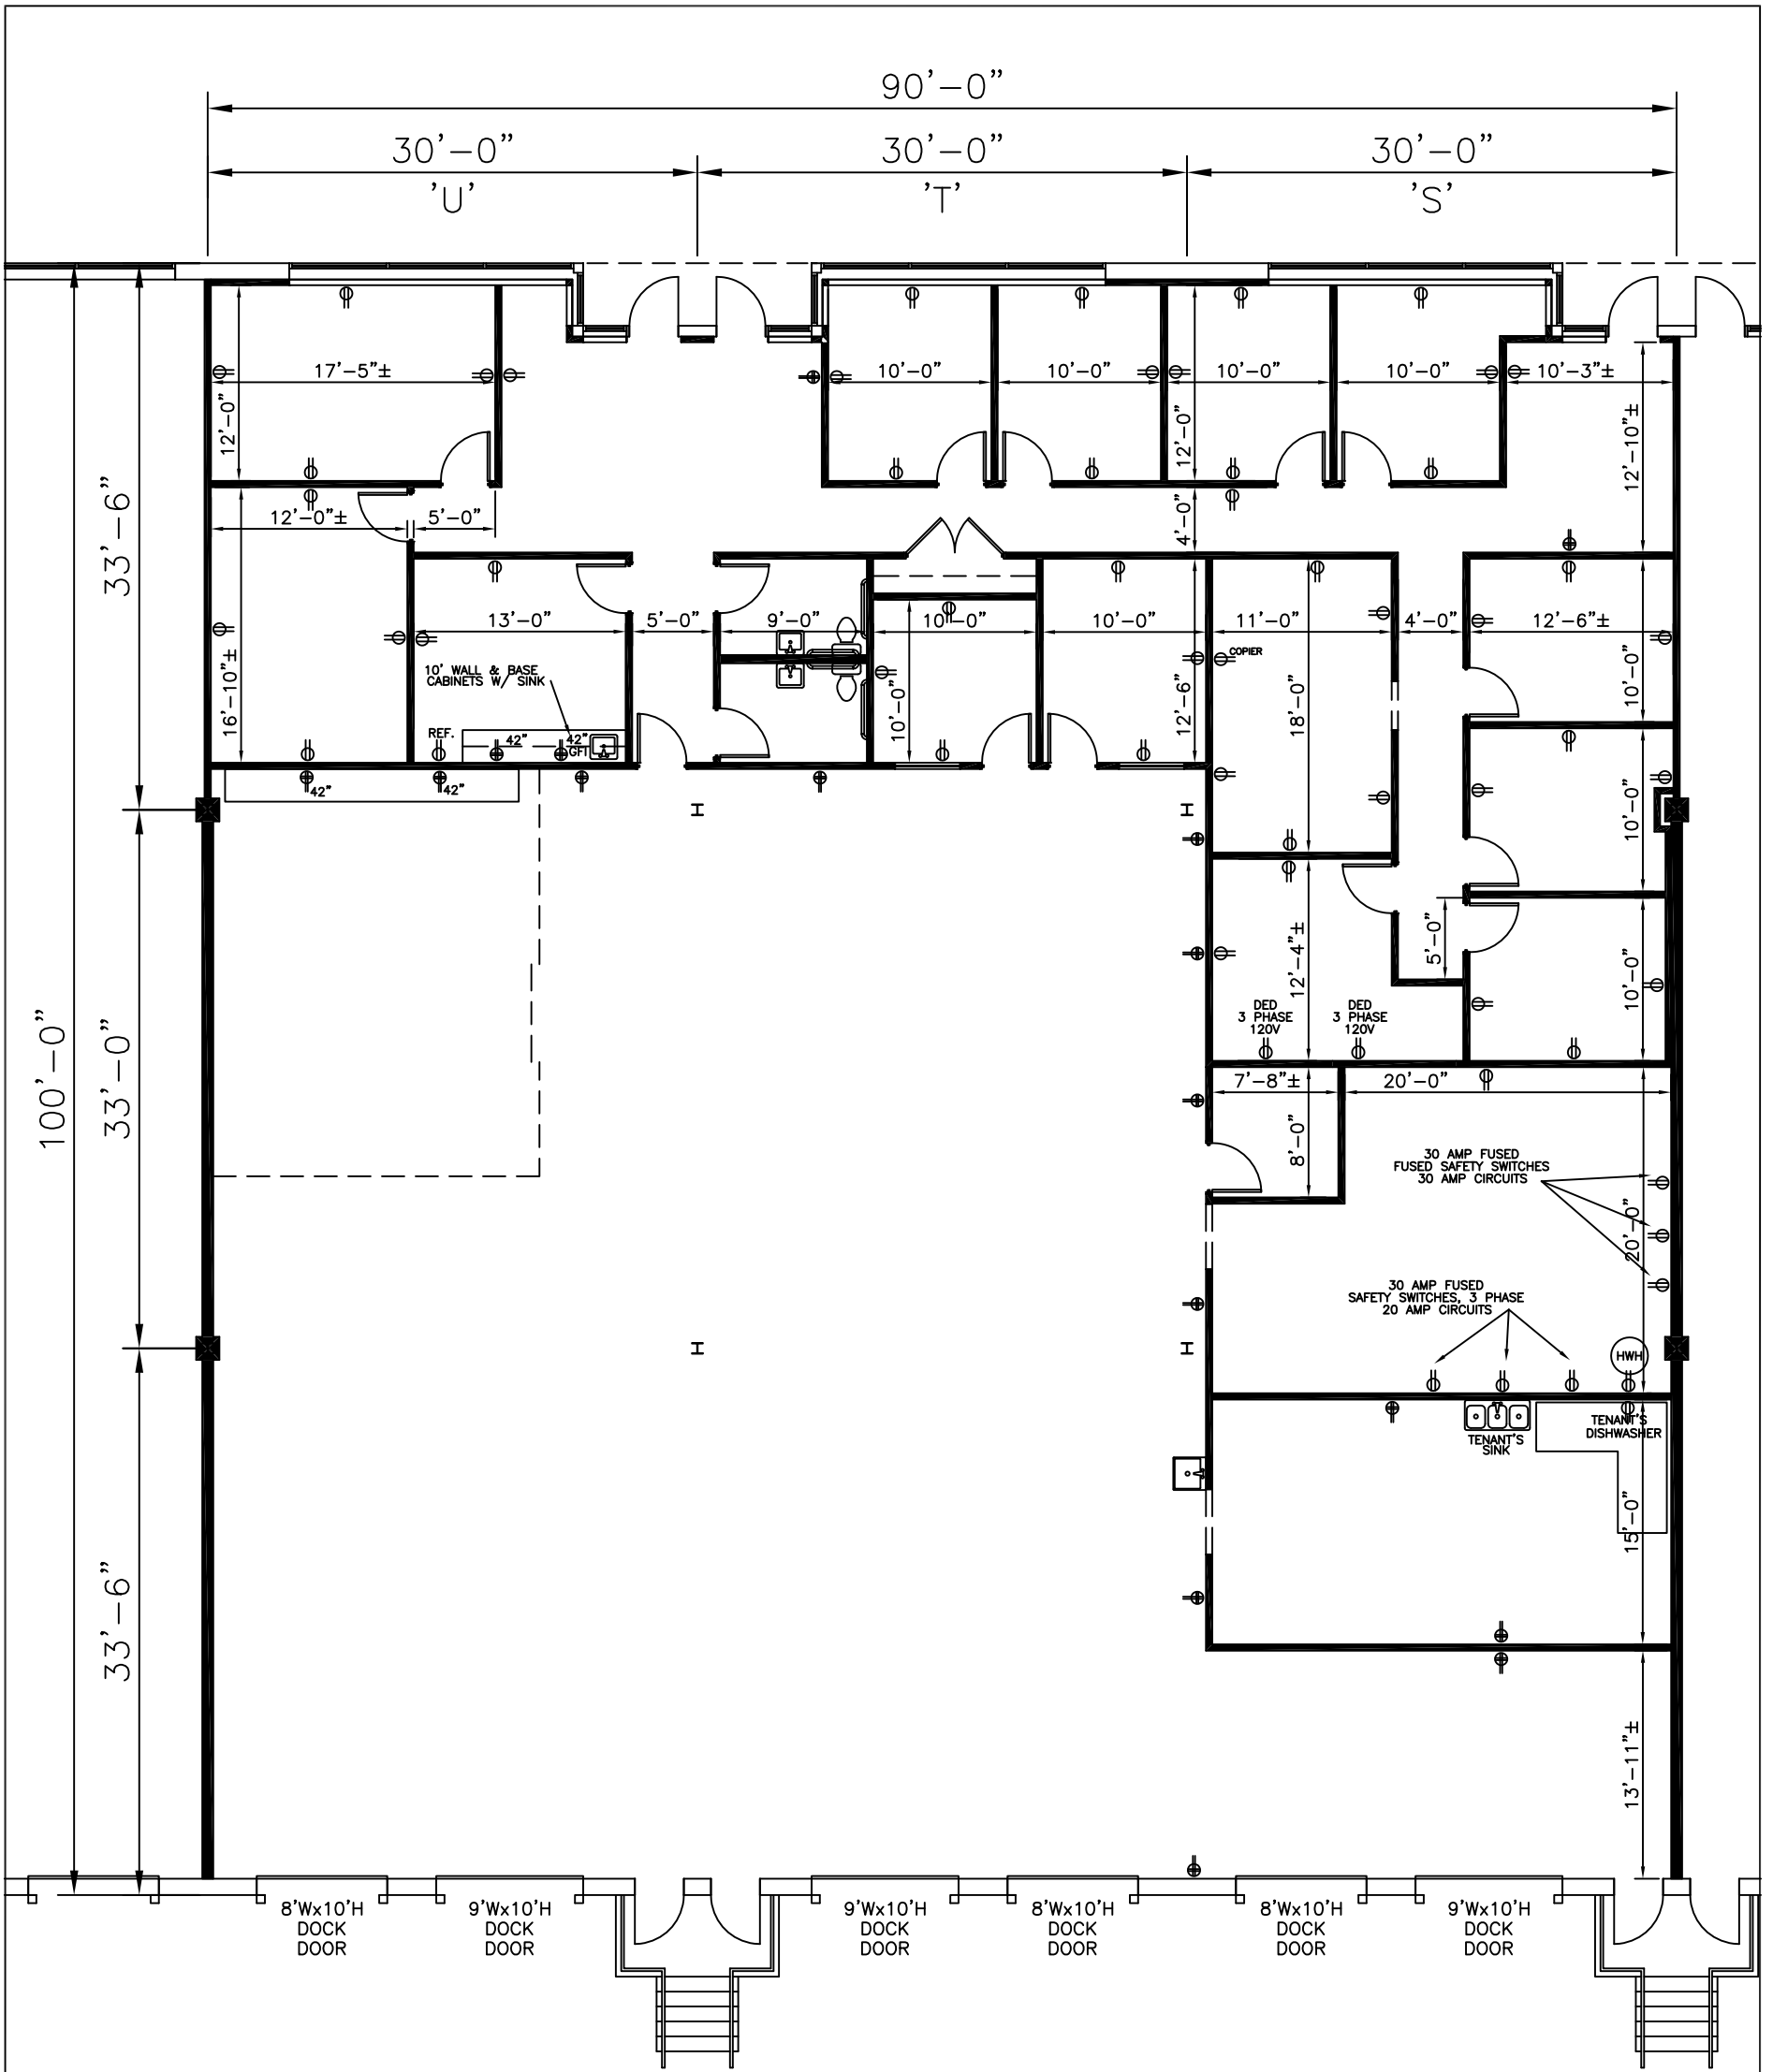 90'-0"
30'-0" 30'-0" 30'-0"
'U' 'T' 'S'
17'-5"± 10'-0" 10'-0" 10'-0" 10'-0" 10'-3"±
12'-0" 12'-0" 12'-10"±
33'-6"
12'-0"± 5'-0" 4'-0"
13'-0" 5'-0" 9'-0" 10'-0" 10'-0" 11'-0" 4'-0" 12'-6"±
COPIER
10' WALL & BASE
CABINETS W/ SINK
16'-10"± 10'-0" 12'-6" 18'-0" 10'-0"
REF.
42" 42"
GFI
42" 42"
10'-0"
100'-0"
33'-0"
12'-4"± 5'-0" 10'-0"
DED
3 PHASE
120V
DED
3 PHASE
120V
7'-8"± 20'-0"
8'-0"
30 AMP FUSED
FUSED SAFETY SWITCHES
30 AMP CIRCUITS
20'-0"
30 AMP FUSED
SAFETY SWITCHES, 3 PHASE
20 AMP CIRCUITS
HWH
TENANT'S
SINK
TENANT'S
DISHWASHER
15'-0"
33'-6"
13'-11"±
8'Wx10'H
DOCK
DOOR
9'Wx10'H
DOCK
DOOR
9'Wx10'H
DOCK
DOOR
8'Wx10'H
DOCK
DOOR
8'Wx10'H
DOCK
DOOR
9'Wx10'H
DOCK
DOOR